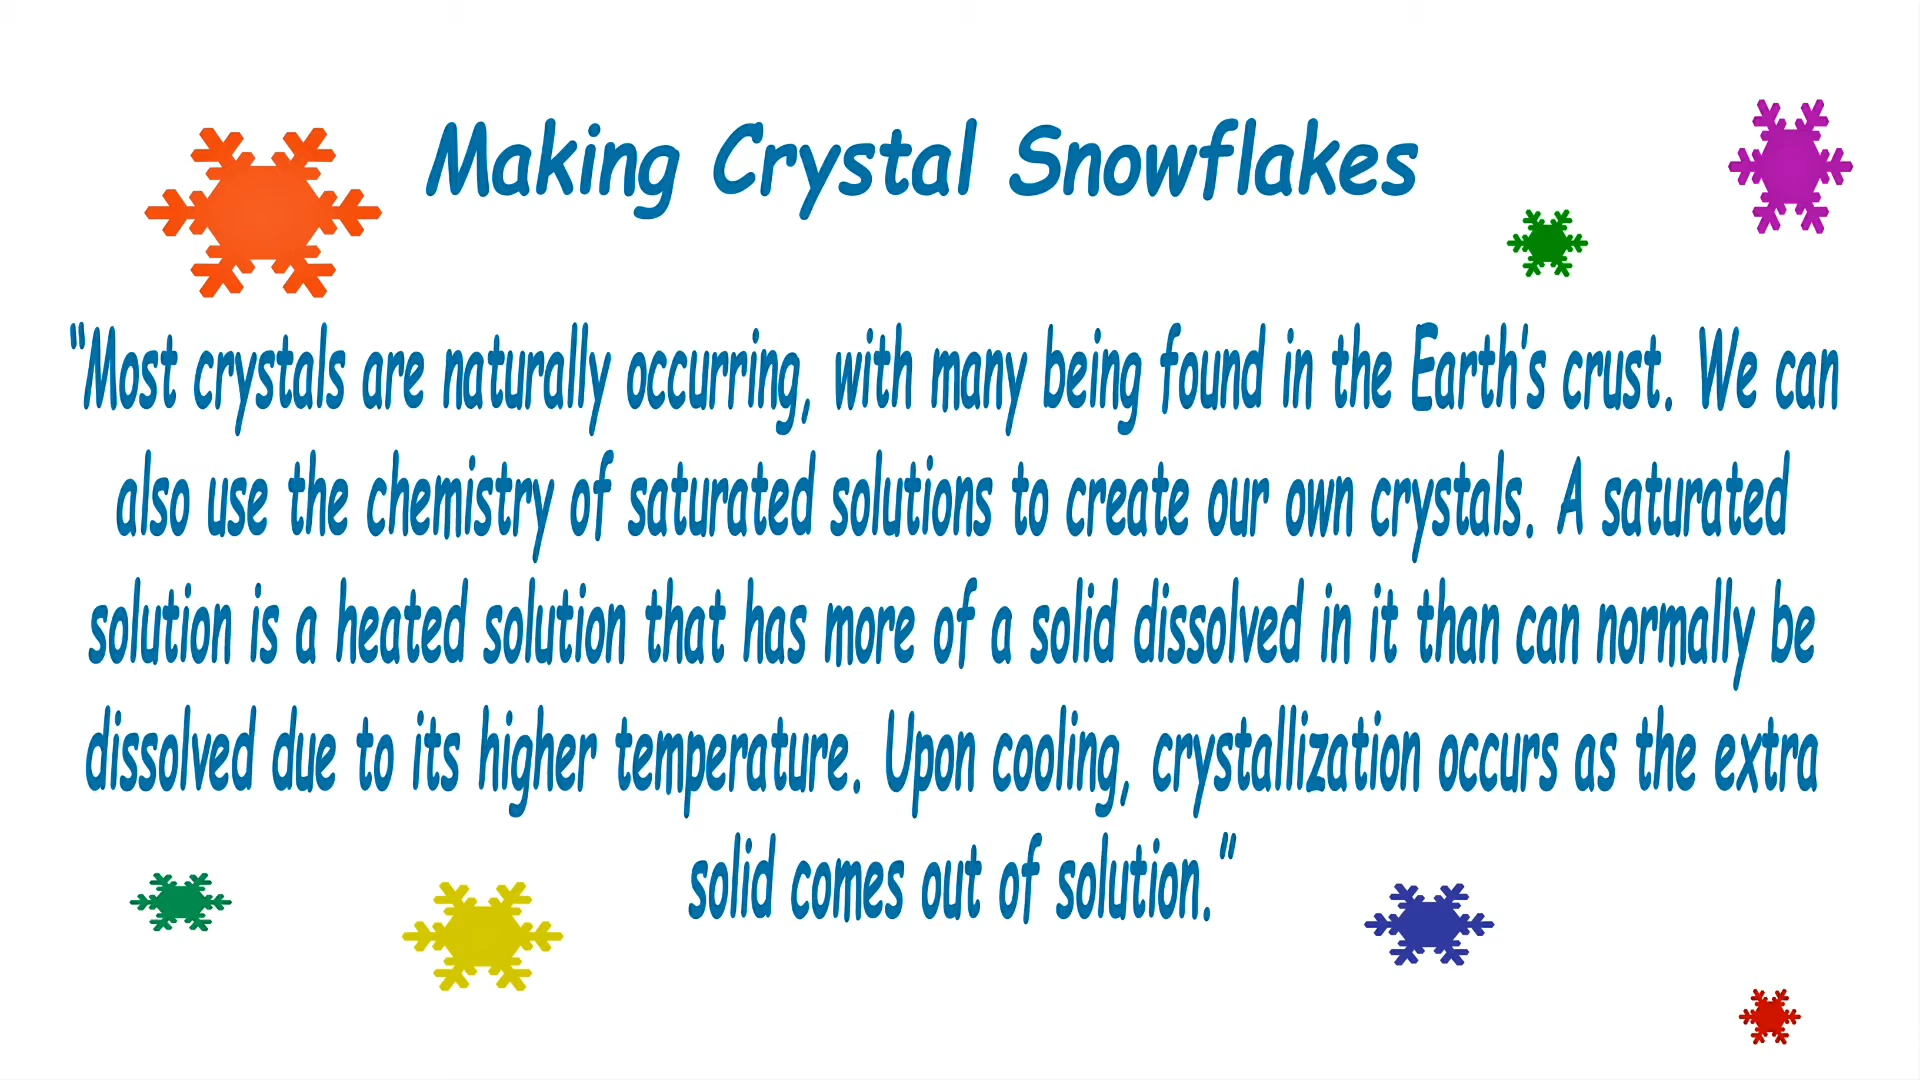 Making Crystal Snowflakes
"Most crystals are naturally occurring, with many being found in the Earth's crust. We can
also use the chemistry of saturated solutions to create our own crystals. A saturated
solution is a heated solution that has more of a solid dissolved in it than can normally be
dissolved due to its higher temperature. Upon cooling, crystallization occurs as the extra
solid comes out of solution."